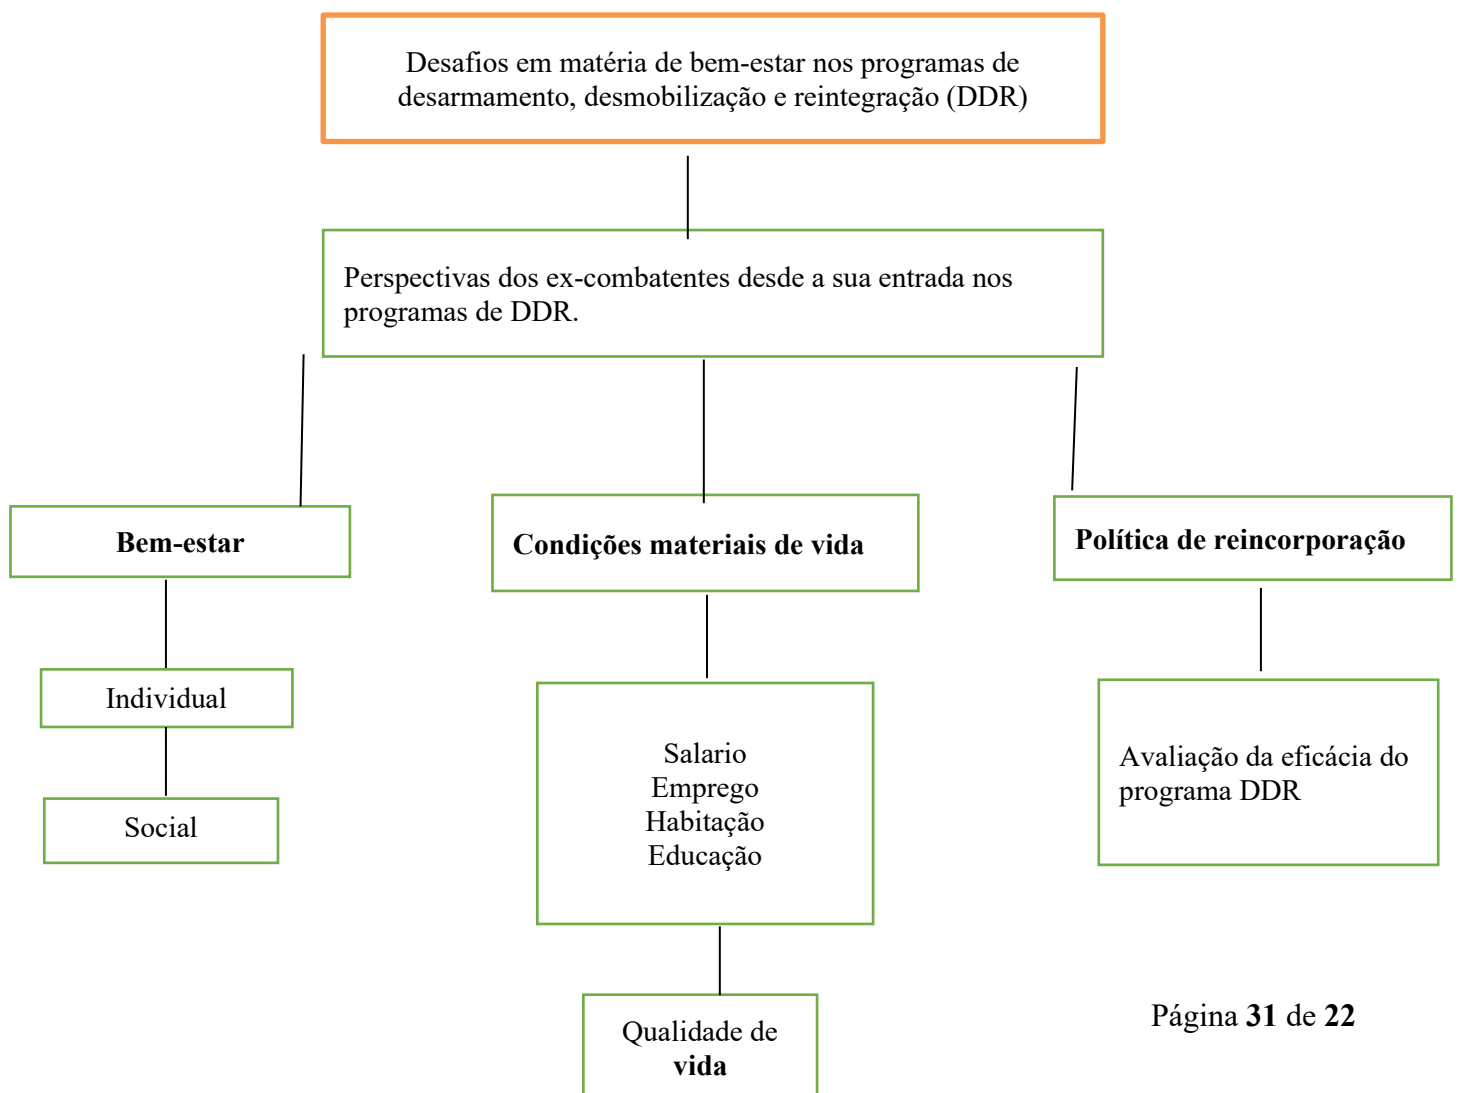 Desafios em matéria de bem-estar nos programas de
desarmamento, desmobilização e reintegração (DDR)
Perspectivas dos ex-combatentes desde a sua entrada nos
programas de DDR.
Bem-estar
Condições materiais de vida
Política de reincorporação
Individual
Social
Salario
Emprego
Habitação
Educação
Avaliação da eficácia do
programa DDR
Qualidade de
vida
Página 31 de 22